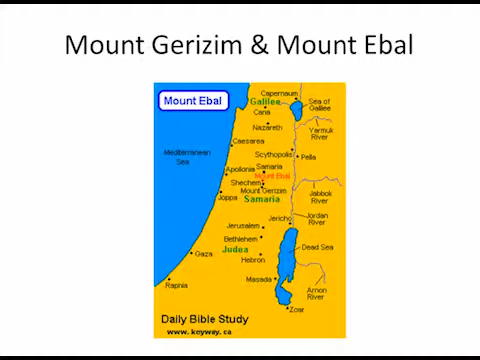 Mount Gerizim & Mount Ebal
Mount Ebal
Capernaum
Galilee
Sea of
Galilee
Cana
Nazareth
Yarmuk
River
Caesarea
Mediterranean
Sea
Scythopolis
Pella
Apollonia
Samaria
Mount Ebal
Shechem
Mount Gerizim
Jabbok
River
Joppa
Samaria
Jericho
Jordan
River
Jerusalem
Bethlehem
Judea
Dead Sea
Gaza
Hebron
Masada
Arnon
River
Raphia
Zoar
Daily Bible Study
www.keyway.ca